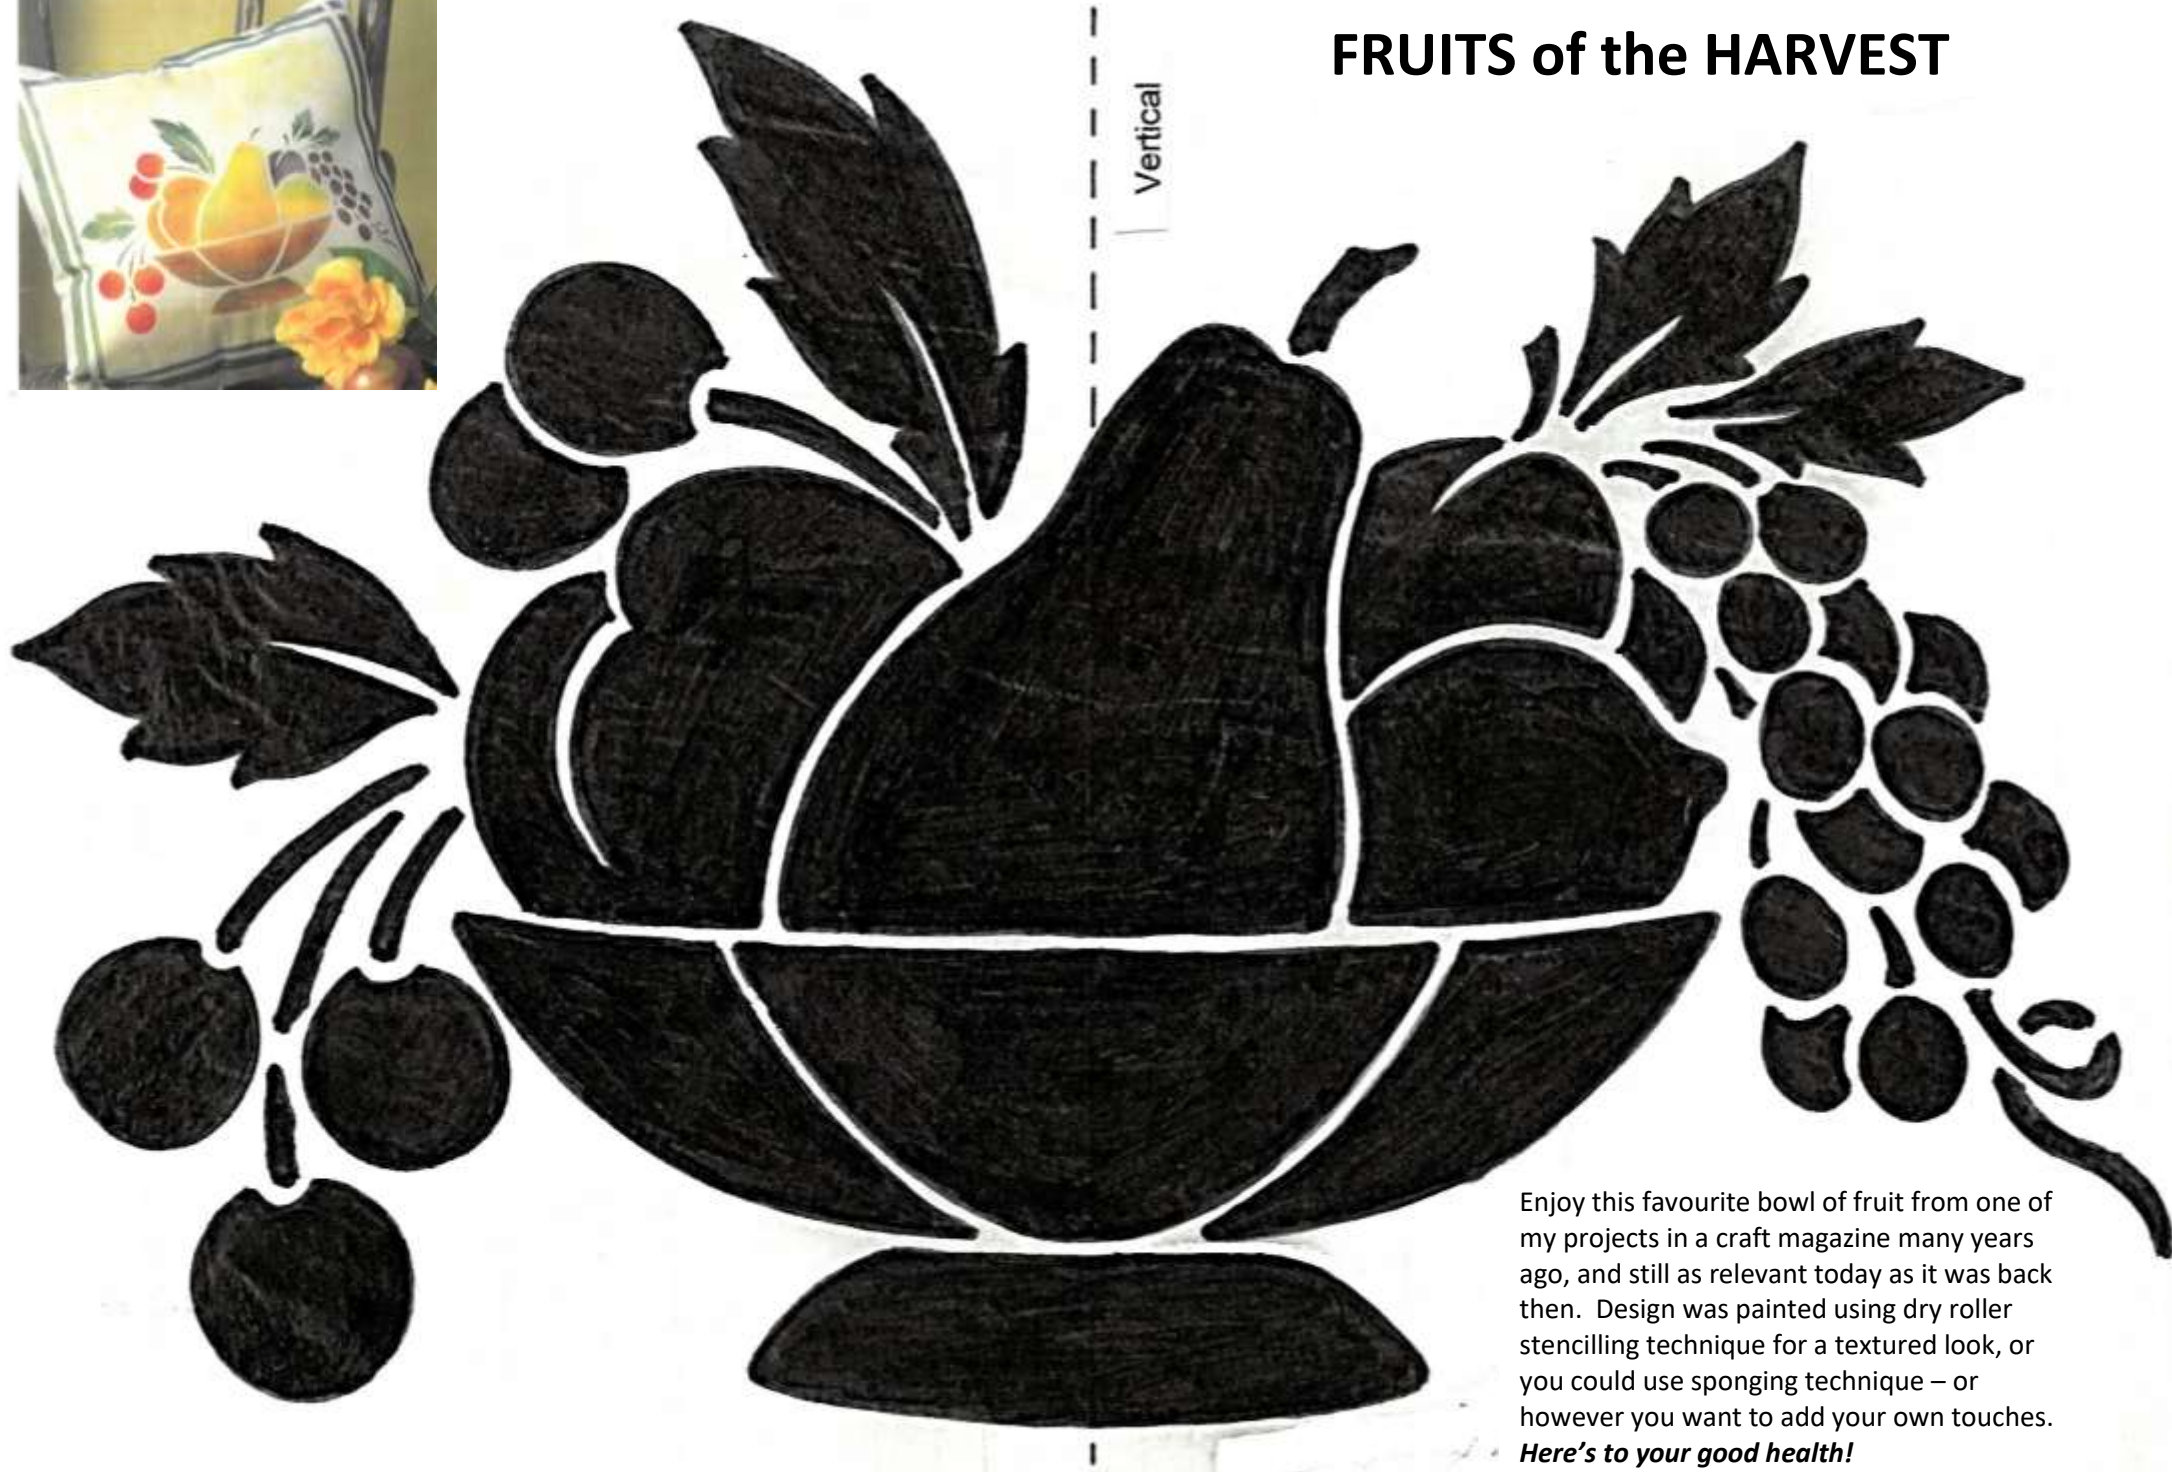 FRUITS of the HARVEST
Vertical
Enjoy this favourite bowl of fruit from one of
my projects in a craft magazine many years
ago, and still as relevant today as it was back
then.  Design was painted using dry roller
stencilling technique for a textured look, or
you could use sponging technique – or
however you want to add your own touches.
Here's to your good health!